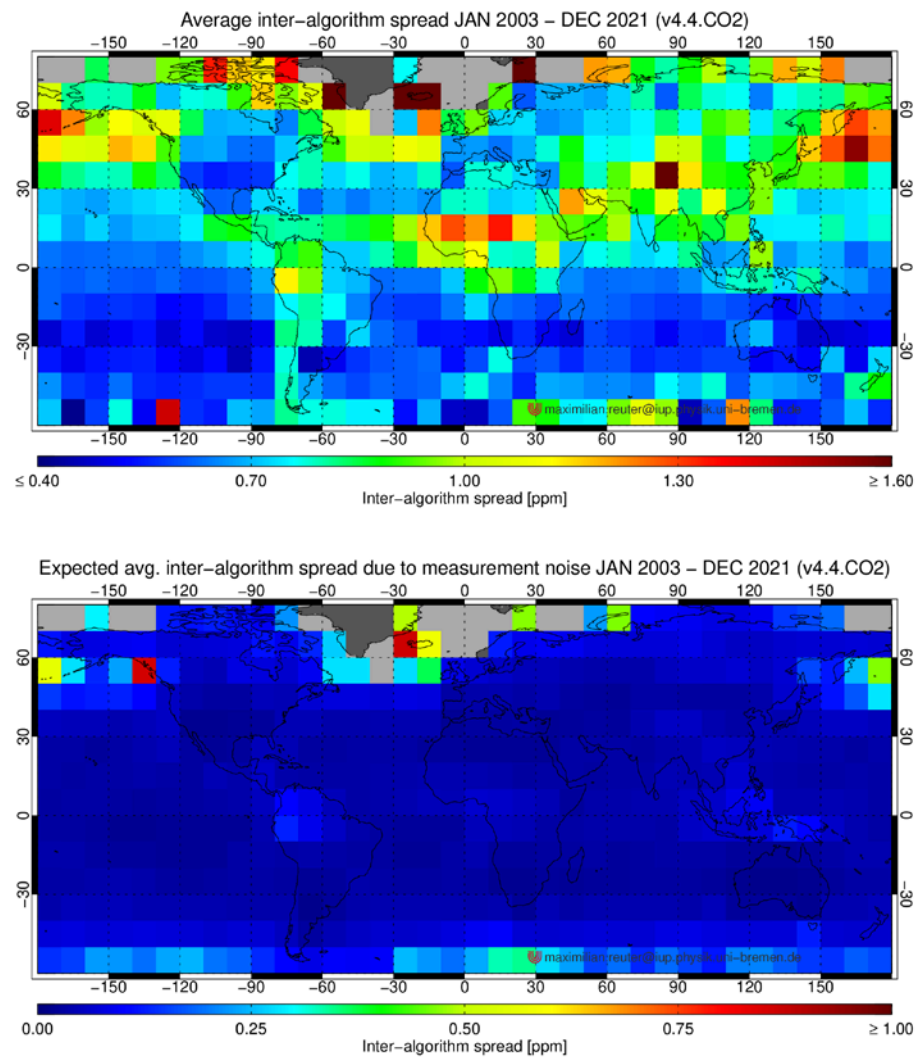 Average inter-algorithm spread JAN 2003 – DEC 2021 (v4.4.CO2)
−150 −120 −90 −60 −30 0 30 60 90 120 150
60 60
30 30
0 0
−30 −30
maximilian.reuter@iup.physik.uni-bremen.de
−150 −120 −90 −60 −30 0 30 60 90 120 150
≤ 0.40 0.70 1.00 1.30 ≥ 1.60
Inter−algorithm spread [ppm]
Expected avg. inter−algorithm spread due to measurement noise JAN 2003 − DEC 2021 (v4.4.CO2)
−150 −120 −90 −60 −30 0 30 60 90 120 150
60 60
30 30
0 0
−30 −30
maximilian.reuter@iup.physik.uni-bremen.de
−150 −120 −90 −60 −30 0 30 60 90 120 150
0.00 0.25 0.50 0.75 ≥ 1.00
Inter−algorithm spread [ppm]